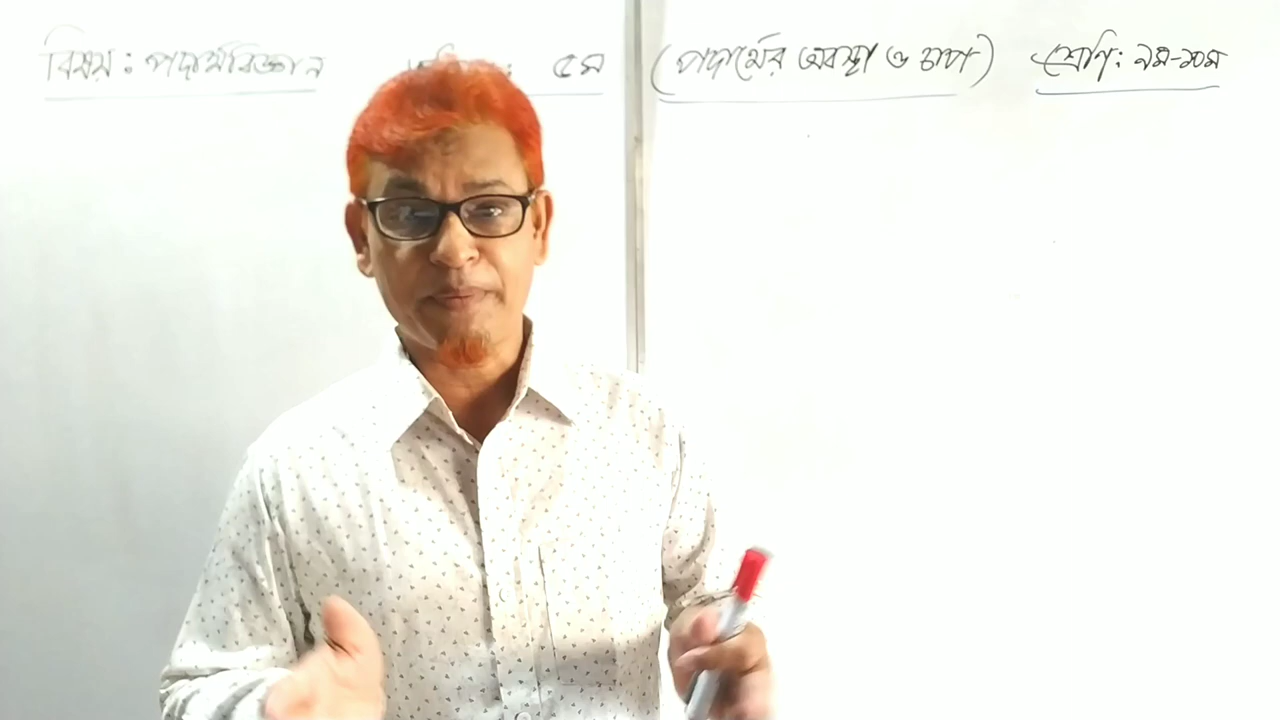 বিষয়: পদার্থবিজ্ঞান ৫ম (পদার্থের অবস্থা ও চাপ) শ্রেণি: ৯ম-১০ম